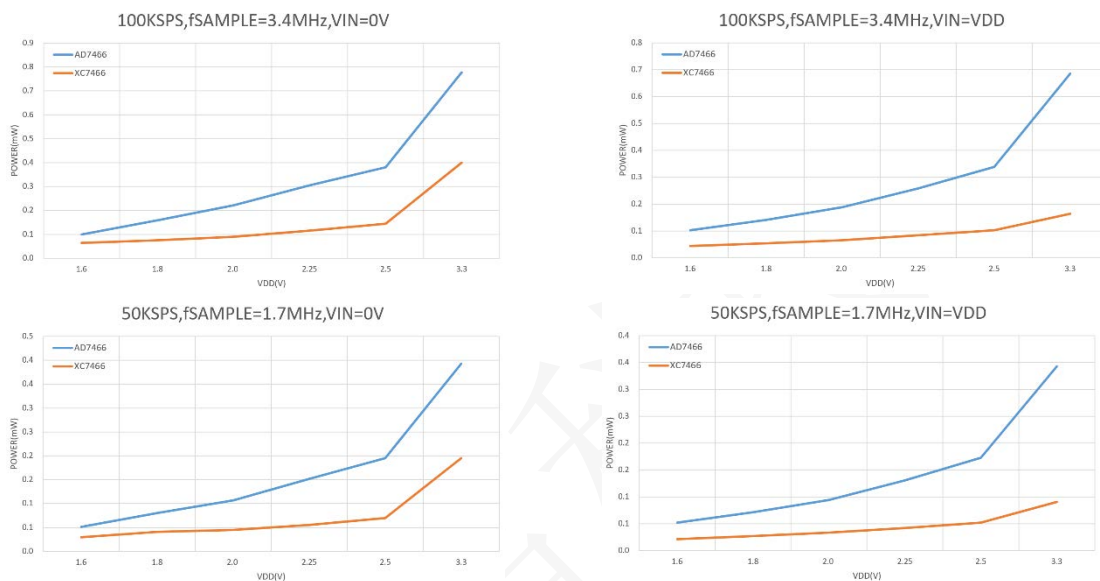 100KSPS,fSAMPLE=3.4MHz,VIN=0V
AD7466
XC7466
POWER(mW)
0.9
0.8
0.7
0.6
0.5
0.4
0.3
0.2
0.1
0.0
1.6 1.8 2.0 2.25 2.5 3.3
VDD(V)
100KSPS,fSAMPLE=3.4MHz,VIN=VDD
AD7466
XC7466
POWER(mW)
0.8
0.7
0.6
0.5
0.4
0.3
0.2
0.1
0.0
1.6 1.8 2.0 2.25 2.5 3.3
VDD(V)
50KSPS,fSAMPLE=1.7MHz,VIN=0V
AD7466
XC7466
POWER(mW)
0.5
0.4
0.4
0.3
0.3
0.2
0.2
0.1
0.1
0.0
1.6 1.8 2.0 2.25 2.5 3.3
VDD(V)
50KSPS,fSAMPLE=1.7MHz,VIN=VDD
AD7466
XC7466
POWER(mW)
0.4
0.4
0.3
0.3
0.2
0.2
0.1
0.1
0.0
1.6 1.8 2.0 2.25 2.5 3.3
VDD(V)